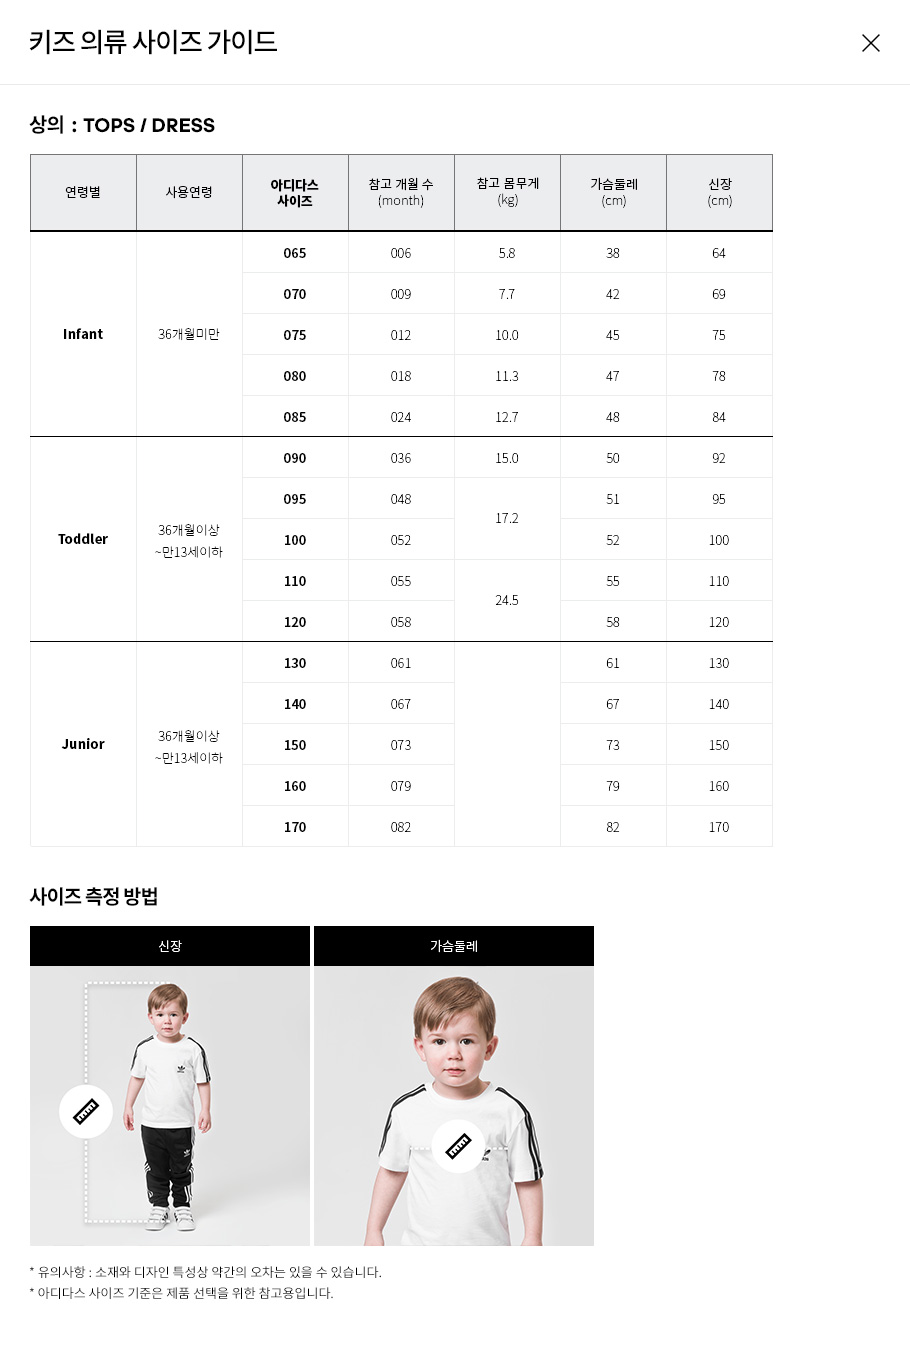 키즈 의류 사이즈 가이드
상의 : TOPS / DRESS
연령별 사용연령 아디다스 사이즈 참고 개월 수 (month) 참고 몸무게 (kg) 가슴둘레 (cm) 신장 (cm)
Infant 36개월미만
065 006 5.8 38 64
070 009 7.7 42 69
075 012 10.0 45 75
080 018 11.3 47 78
085 024 12.7 48 84
Toddler 36개월이상 ~만13세이하
090 036 15.0 50 92
095 048 17.2 51 95
100 052 52 100
110 055 24.5 55 110
120 058 58 120
Junior 36개월이상 ~만13세이하
130 061 61 130
140 067 67 140
150 073 73 150
160 079 79 160
170 082 82 170
사이즈 측정 방법
신장 가슴둘레
* 유의사항 : 소재와 디자인 특성상 약간의 오차는 있을 수 있습니다.
* 아디다스 사이즈 기준은 제품 선택을 위한 참고용입니다.